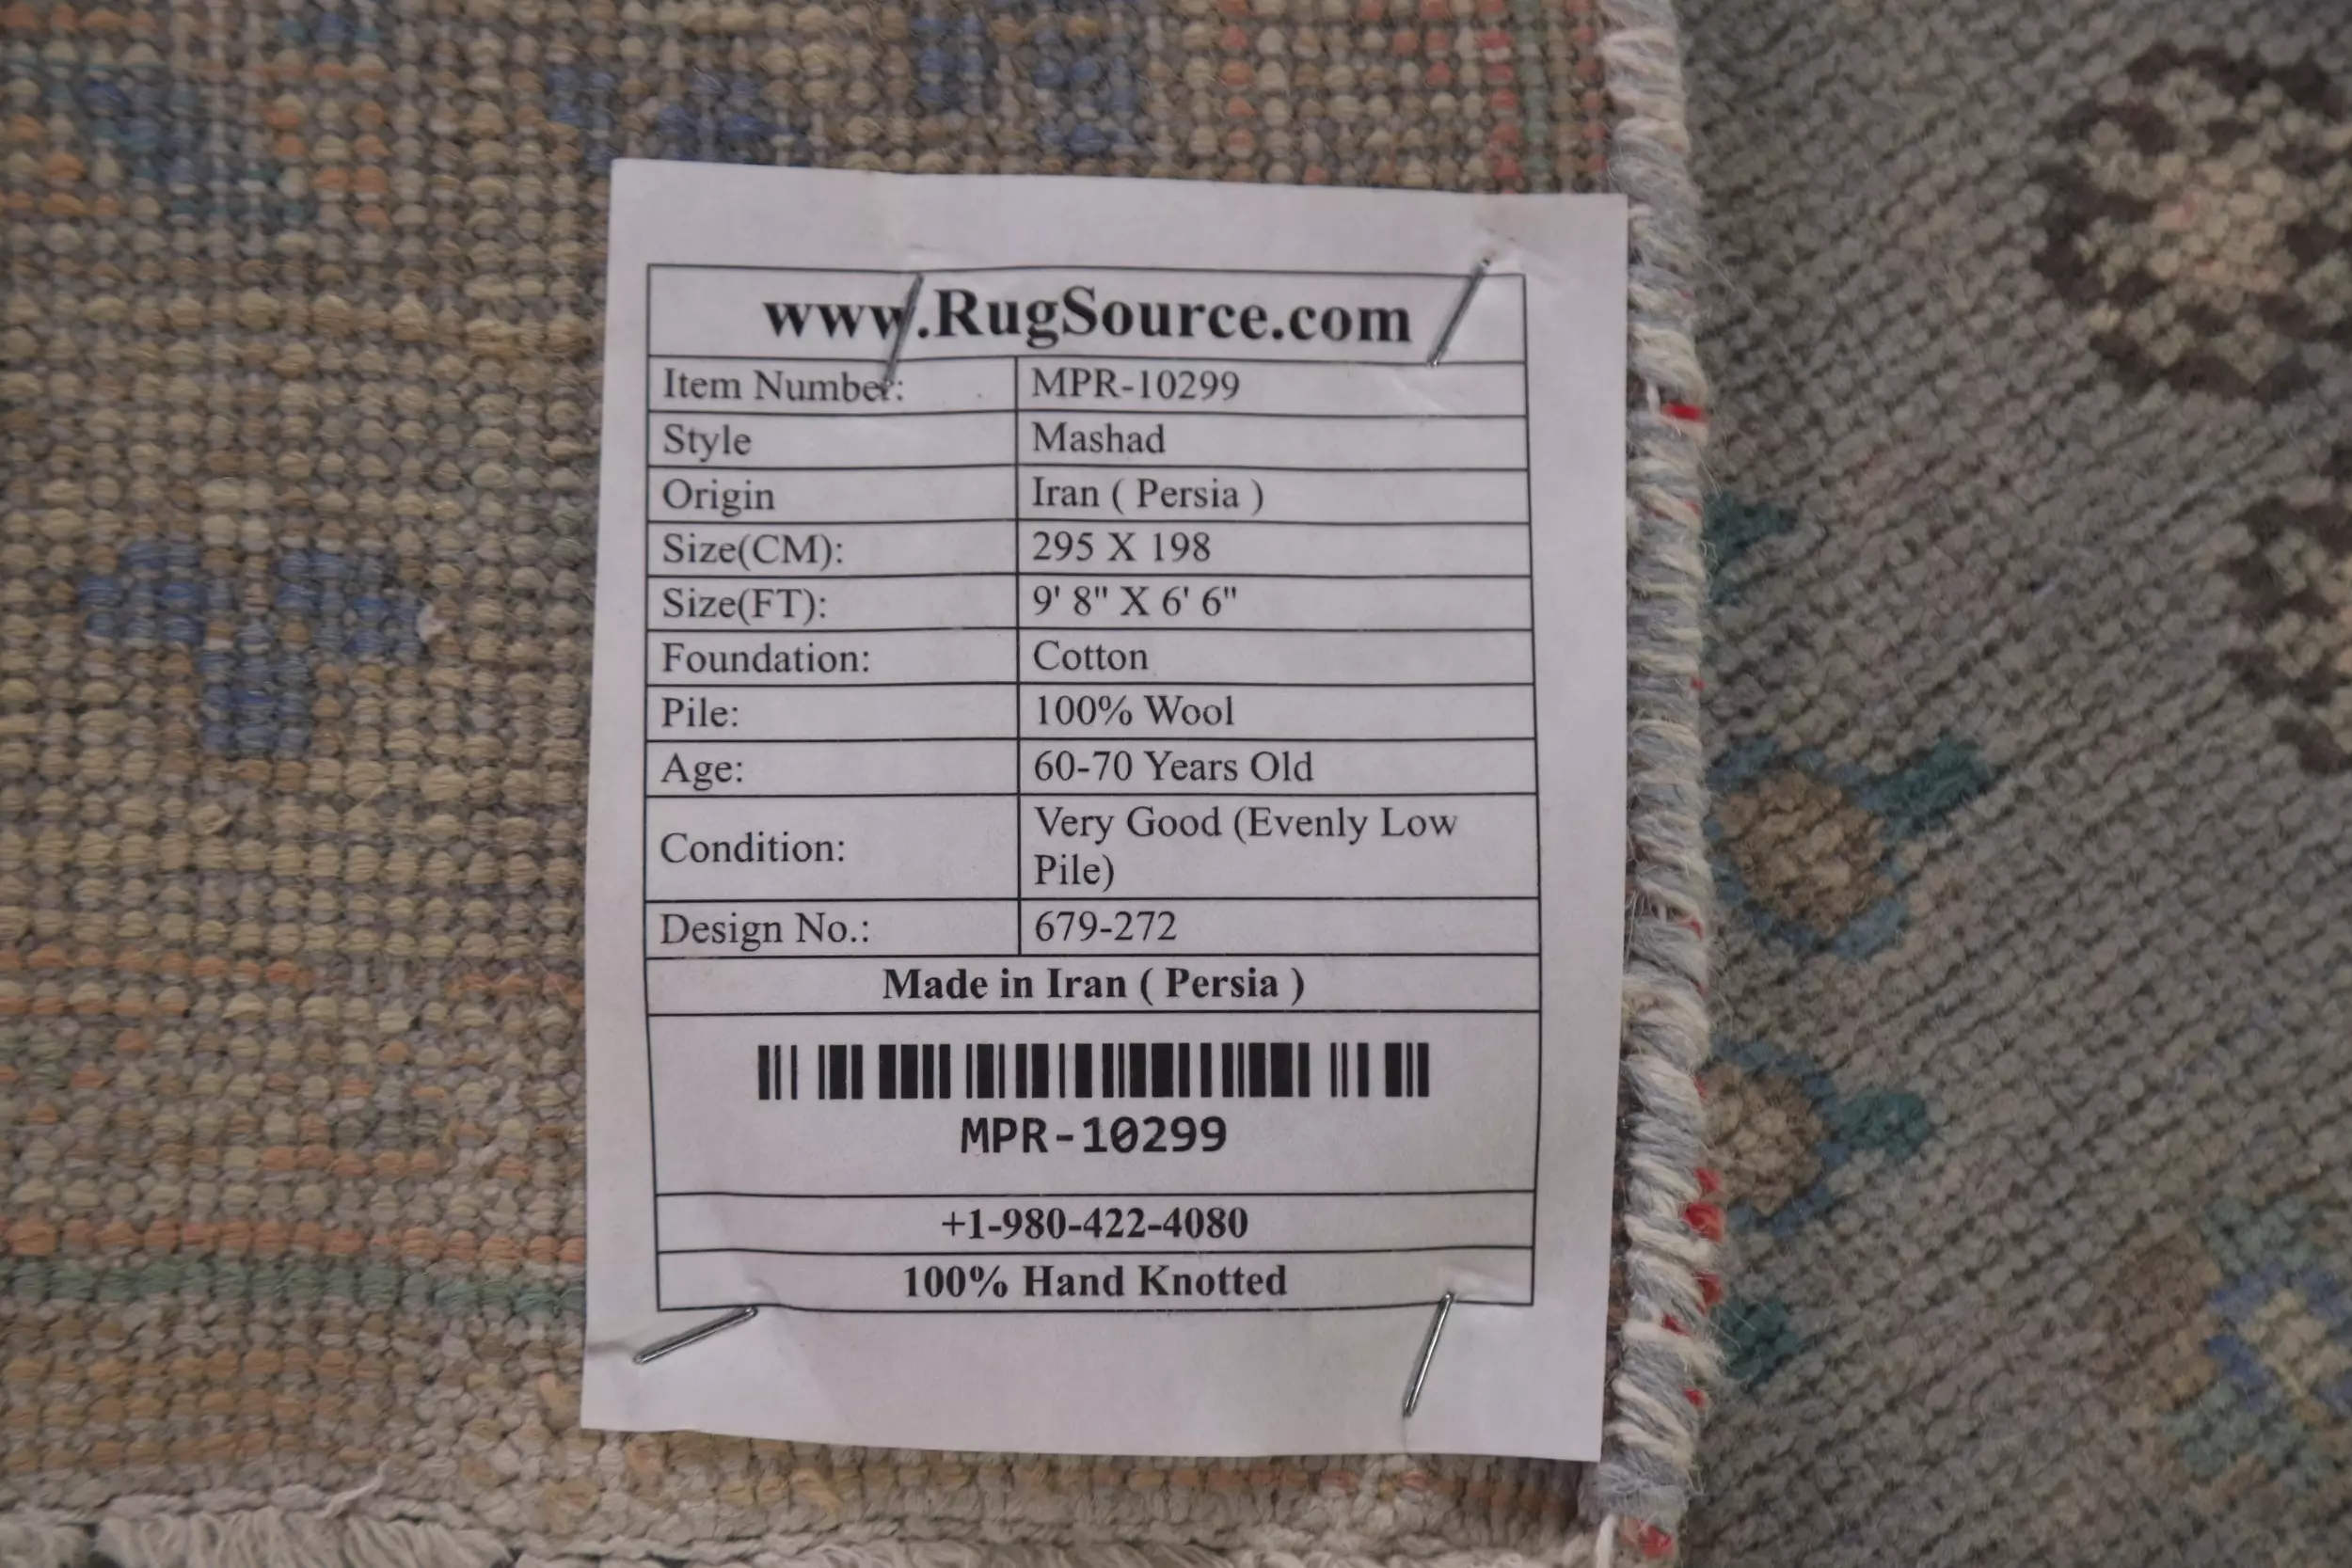 www.RugSource.com
Item Number: MPR-10299
Style Mashad
Origin Iran ( Persia )
Size(CM): 295 X 198
Size(FT): 9' 8" X 6' 6"
Foundation: Cotton
Pile: 100% Wool
Age: 60-70 Years Old
Condition: Very Good (Evenly Low
Pile)
Design No.: 679-272
Made in Iran ( Persia )
MPR-10299
+1-980-422-4080
100% Hand Knotted